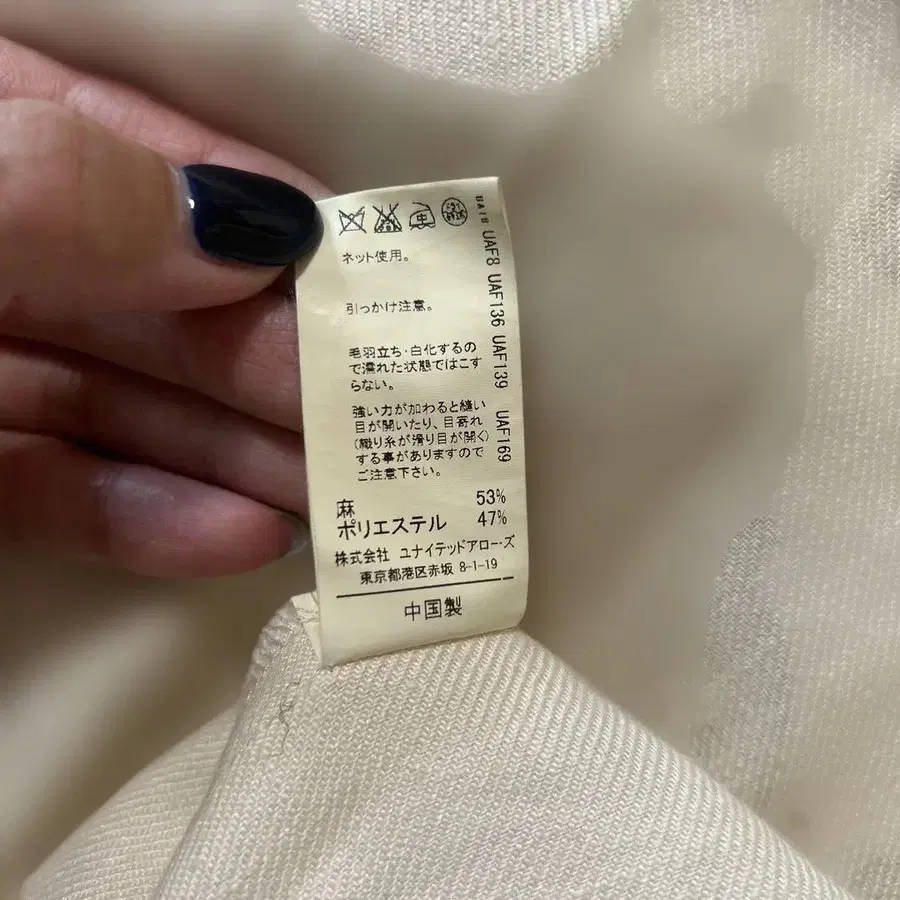 ネット使用。
引っかけ注意。
毛羽立ち・白化するの
で濡れた状態ではこす
らない。
強い力が加わると縫い
目が開いたり、目寄れ
(織り糸が滑り目が開く)
する事がありますので
ご注意下さい。
麻 53%
ポリエステル 47%
株式会社 ユナイテッドアローズ
東京都港区赤坂 8-1-19
中国製
UAF8 UAF136 UAF139 UAF169